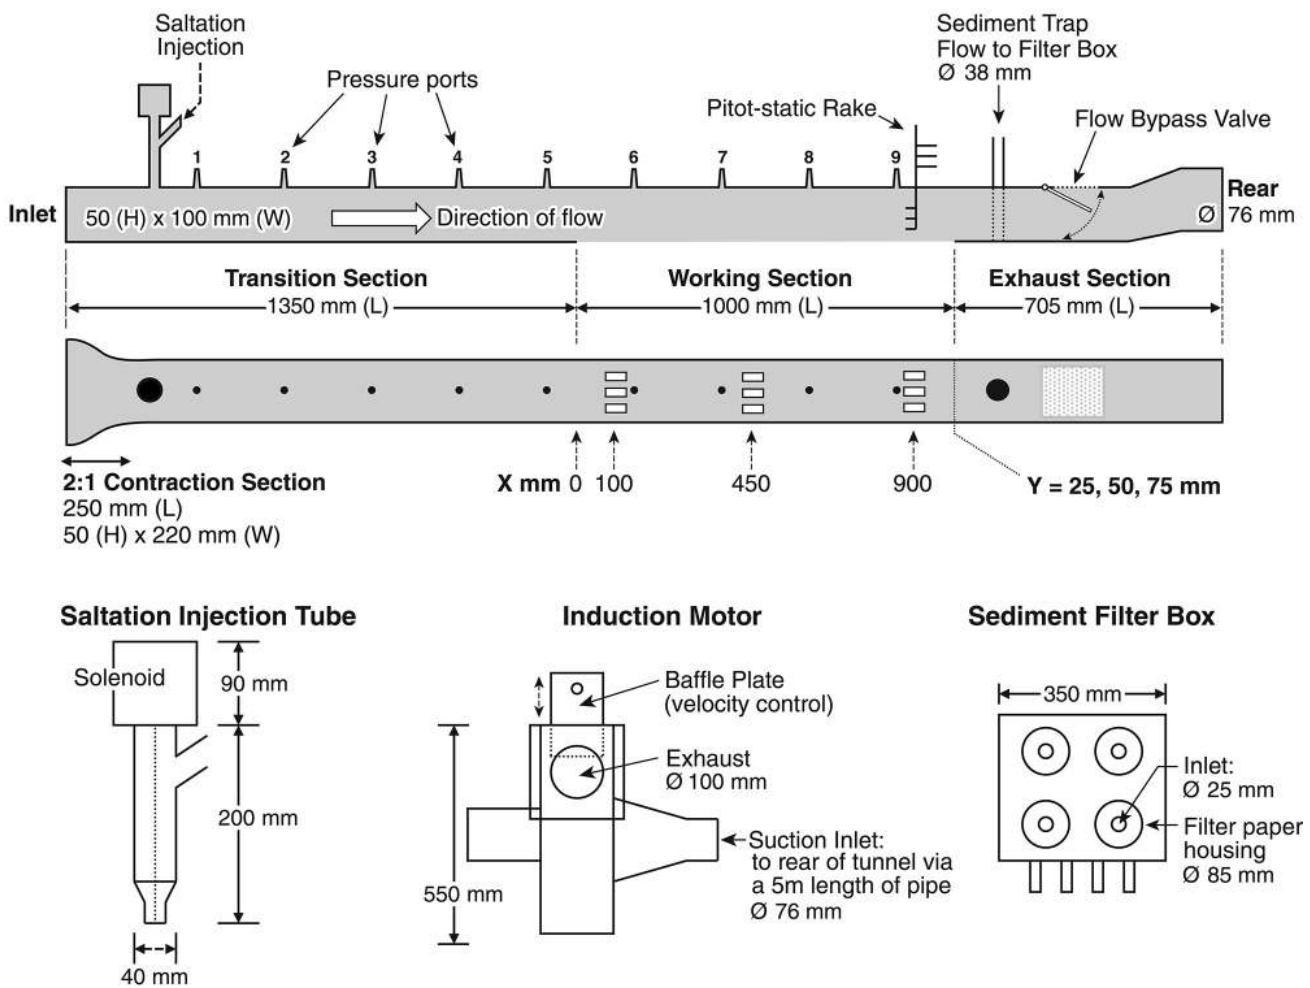 Saltation
Injection
Pressure ports
Sediment Trap
Flow to Filter Box
Ø 38 mm
Pitot-static Rake
Flow Bypass Valve
1 2 3 4 5 6 7 8 9
Inlet
50 (H) x 100 mm (W)
Direction of flow
Rear
Ø 76 mm
Transition Section
1350 mm (L)
Working Section
1000 mm (L)
Exhaust Section
705 mm (L)
2:1 Contraction Section
250 mm (L)
50 (H) x 220 mm (W)
X mm 0 100 450 900
Y = 25, 50, 75 mm
Saltation Injection Tube
Solenoid
90 mm
200 mm
40 mm
Induction Motor
Baffle Plate
(velocity control)
Exhaust
Ø 100 mm
Suction Inlet:
to rear of tunnel via
a 5m length of pipe
Ø 76 mm
550 mm
Sediment Filter Box
350 mm
Inlet:
Ø 25 mm
Filter paper
housing
Ø 85 mm